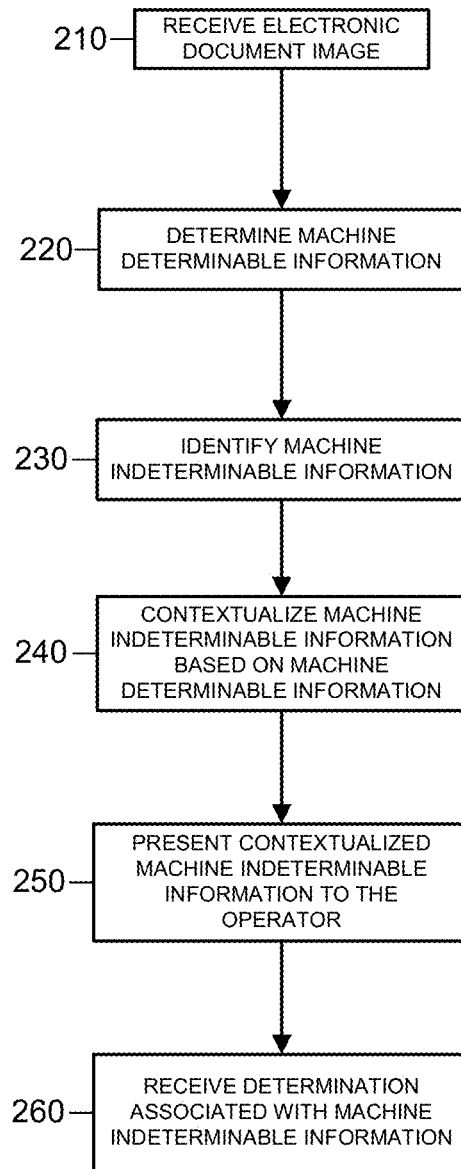 210
RECEIVE ELECTRONIC
DOCUMENT IMAGE
220
DETERMINE MACHINE
DETERMINABLE INFORMATION
230
IDENTIFY MACHINE
INDETERMINABLE INFORMATION
240
CONTEXTUALIZE MACHINE
INDETERMINABLE INFORMATION
BASED ON MACHINE
DETERMINABLE INFORMATION
250
PRESENT CONTEXTUALIZED
MACHINE INDETERMINABLE
INFORMATION TO THE
OPERATOR
260
RECEIVE DETERMINATION
ASSOCIATED WITH MACHINE
INDETERMINABLE INFORMATION